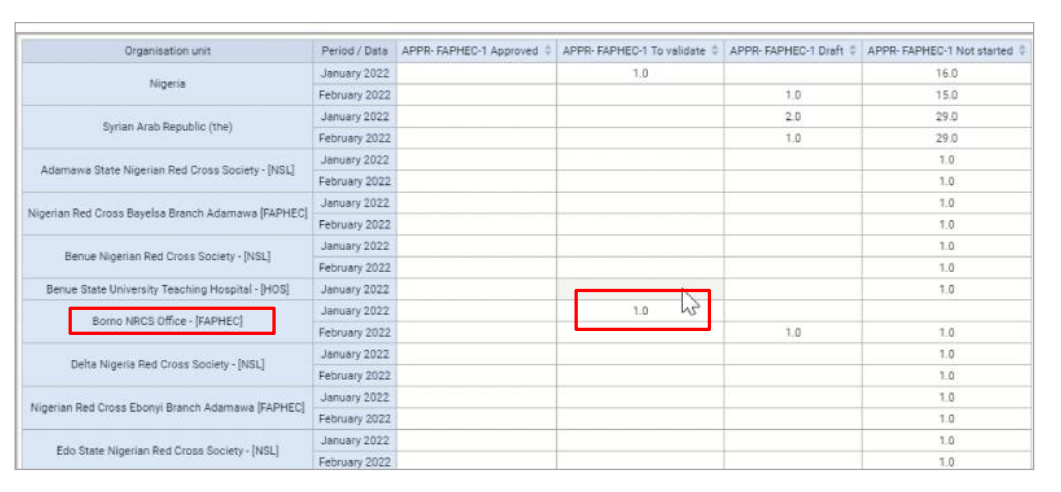 Organisation unit Period / Data APPR- FAPHEC-1 Approved APPR- FAPHEC-1 To validate APPR- FAPHEC-1 Draft APPR- FAPHEC-1 Not started
Nigeria January 2022 1.0 16.0
February 2022 1.0 15.0
Syrian Arab Republic (the) January 2022 2.0 29.0
February 2022 1.0 29.0
Adamawa State Nigerian Red Cross Society - [NSL] January 2022 1.0
February 2022 1.0
Nigerian Red Cross Bayelsa Branch Adamawa [FAPHEC] January 2022 1.0
February 2022 1.0
Benue Nigerian Red Cross Society - [NSL] January 2022 1.0
February 2022 1.0
Benue State University Teaching Hospital - [HOS] January 2022 1.0
Borno NRCS Office - [FAPHEC] January 2022 1.0
February 2022 1.0 1.0
Delta Nigeria Red Cross Society - [NSL] January 2022 1.0
February 2022 1.0
Nigerian Red Cross Ebonyi Branch Adamawa [FAPHEC] January 2022 1.0
February 2022 1.0
Edo State Nigerian Red Cross Society - [NSL] January 2022 1.0
February 2022 1.0